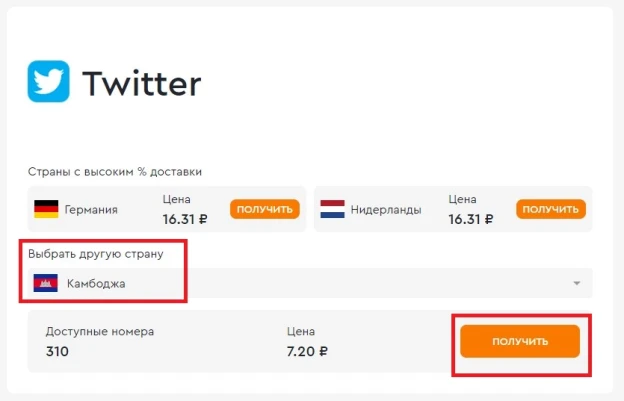 Twitter
Страны с высоким % доставки
Германия
Цена
16.31 ₽
ПОЛУЧИТЬ
Нидерланды
Цена
16.31 ₽
ПОЛУЧИТЬ
Выбрать другую страну
Камбоджа
Доступные номера
310
Цена
7.20 ₽
ПОЛУЧИТЬ